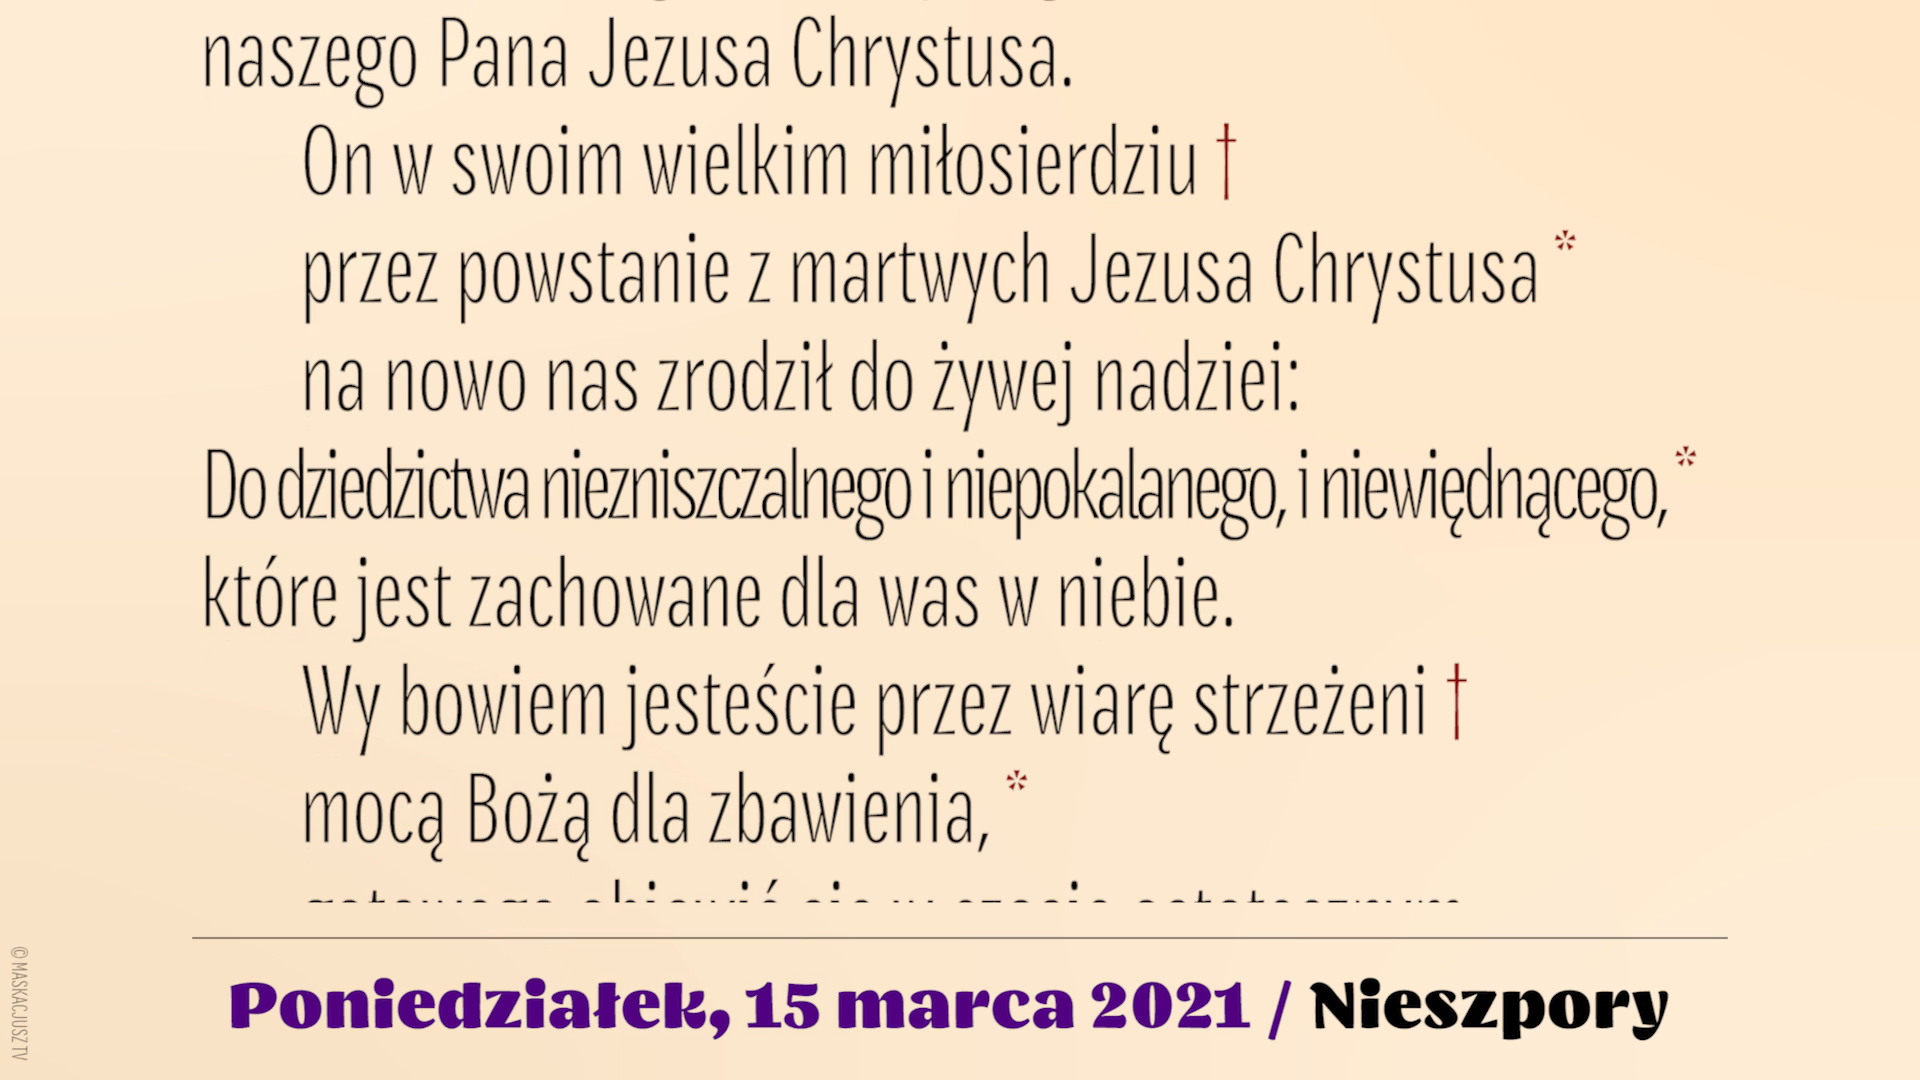 naszego Pana Jezusa Chrystusa.
On w swoim wielkim miłosierdziu †
przez powstanie z martwych Jezusa Chrystusa *
na nowo nas zrodził do żywej nadziei:
Do dziedzictwa niezniszczalnego i niepokalanego, i niewiędnącego, *
które jest zachowane dla was w niebie.
Wy bowiem jesteście przez wiarę strzeżeni †
mocą Bożą dla zbawienia, *
Poniedziałek, 15 marca 2021 / Nieszpory
© MASKACJUSZ TV